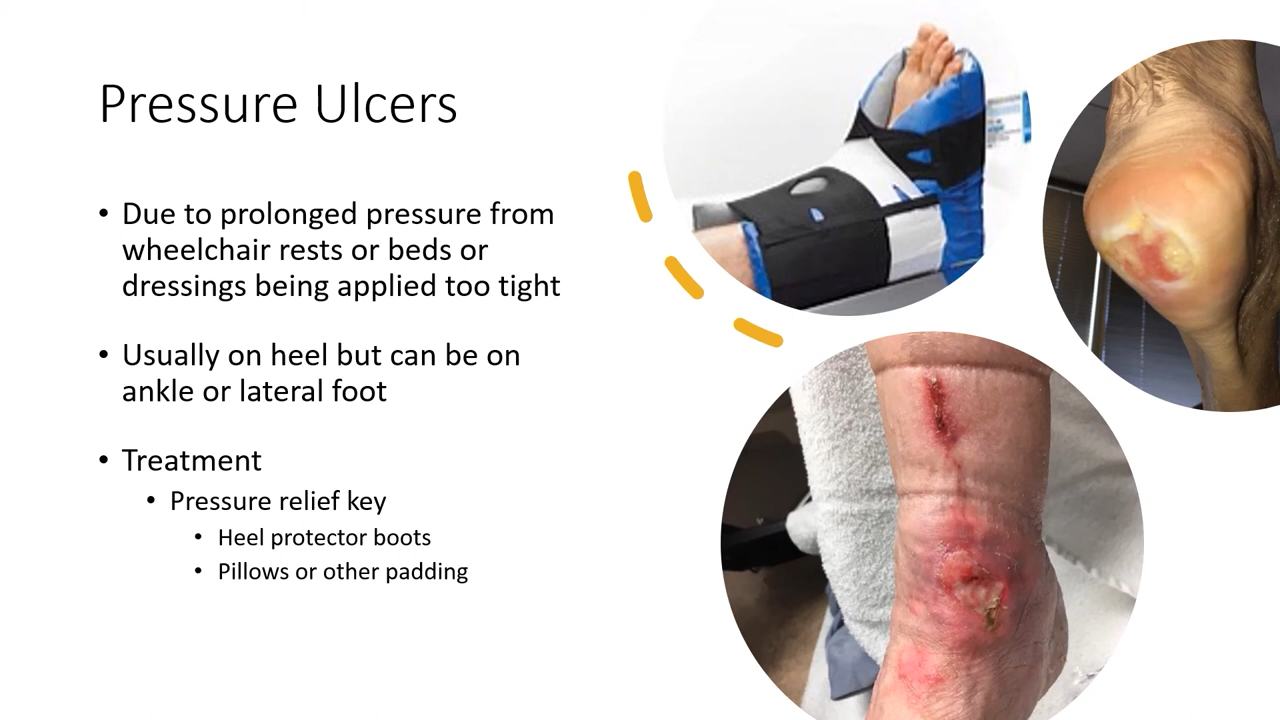 Pressure Ulcers
• Due to prolonged pressure from
wheelchair rests or beds or
dressings being applied too tight
• Usually on heel but can be on
ankle or lateral foot
• Treatment
• Pressure relief key
• Heel protector boots
• Pillows or other padding